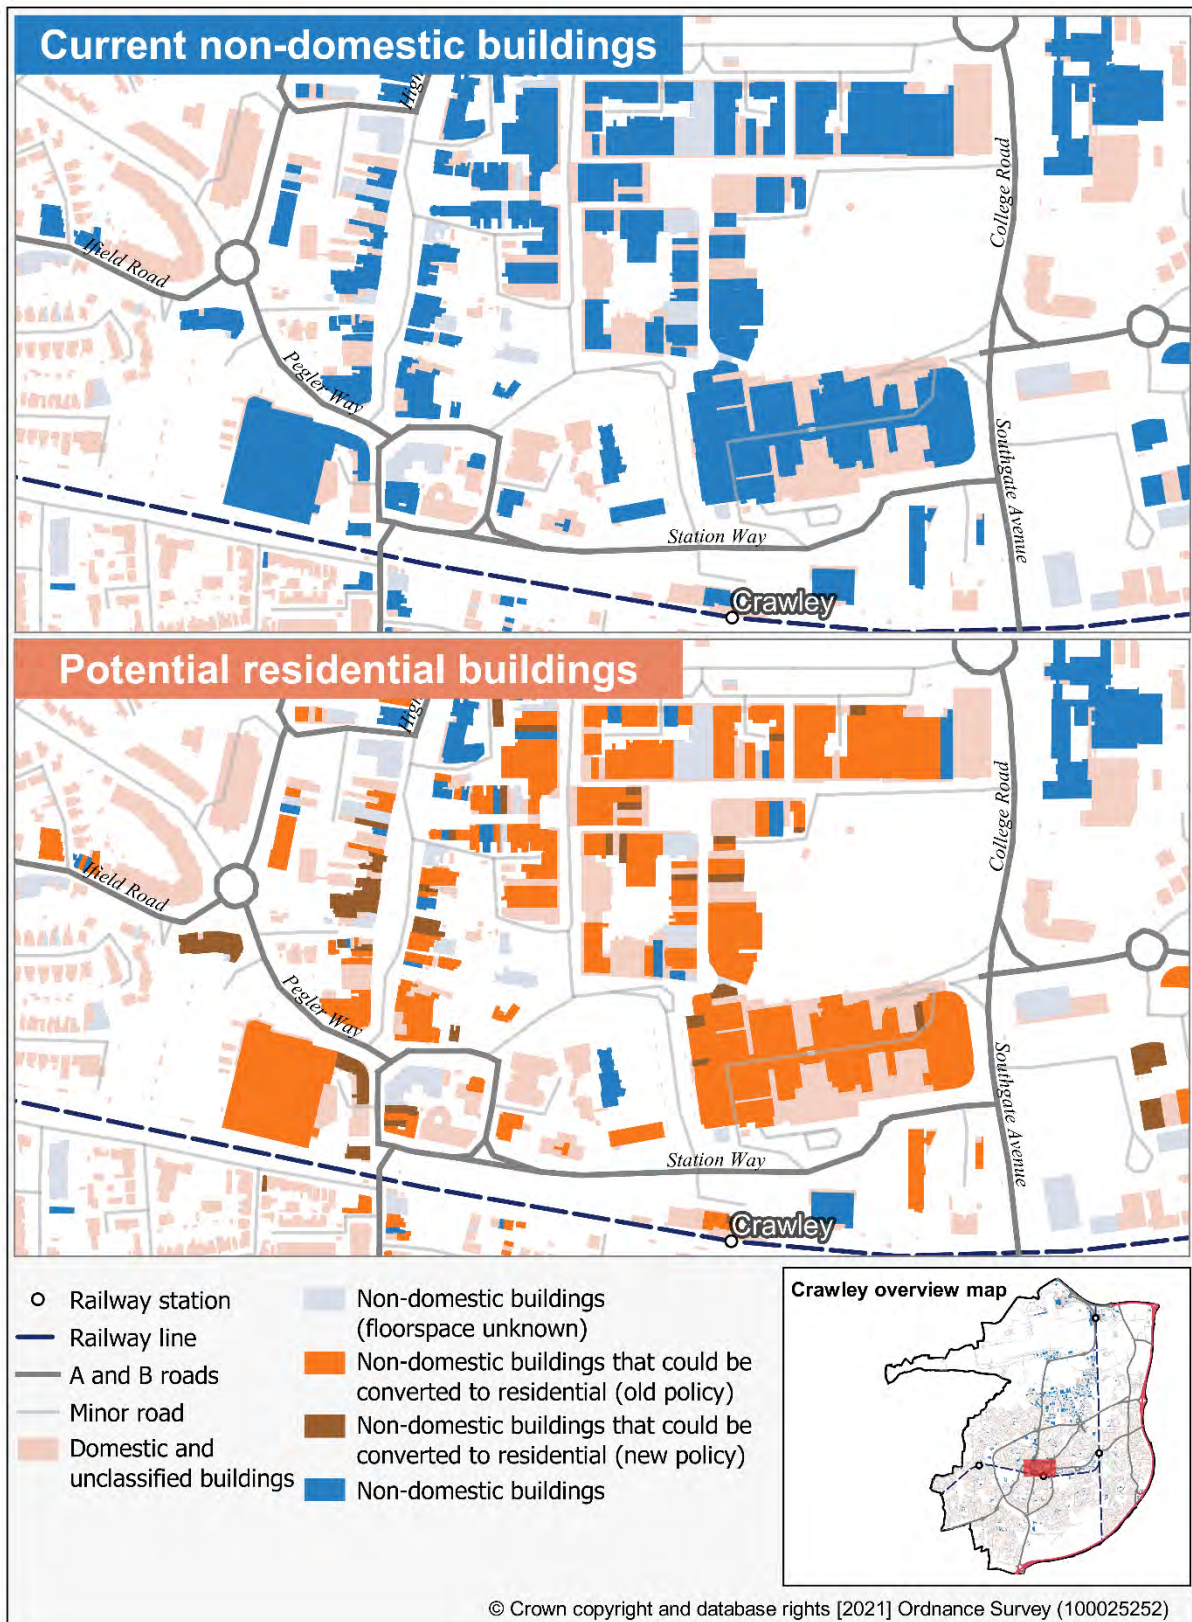 Current non-domestic buildings
Hig
College Road
Ifield Road
Pegler Way
Southgate Avenue
Station Way
Crawley
Potential residential buildings
Hig
College Road
Ifield Road
Pegler Way
Southgate Avenue
Station Way
Crawley
Railway station
Railway line
A and B roads
Minor road
Domestic and
unclassified buildings
Non-domestic buildings
(floorspace unknown)
Non-domestic buildings that could be
converted to residential (old policy)
Non-domestic buildings that could be
converted to residential (new policy)
Non-domestic buildings
Crawley overview map
© Crown copyright and database rights [2021] Ordnance Survey (100025252)